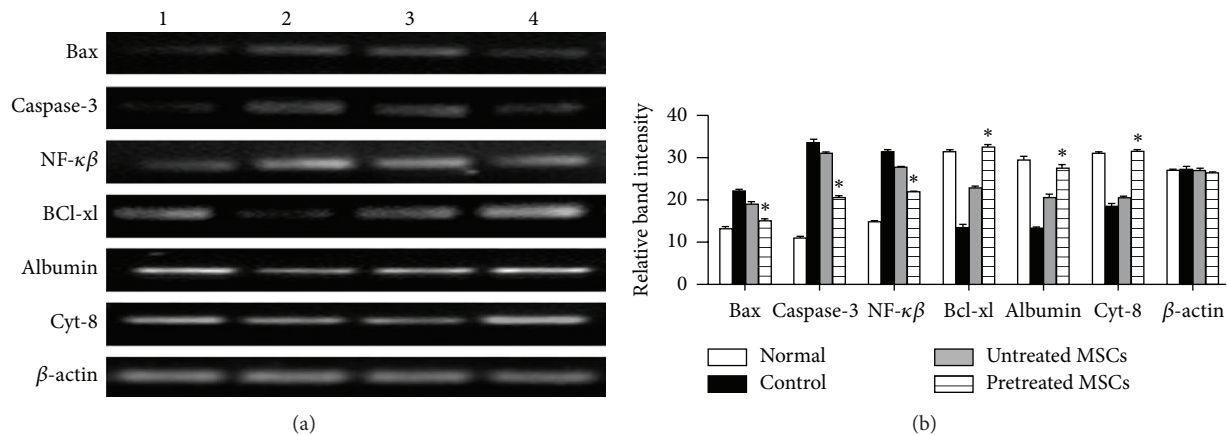 1 2 3 4
Bax
Caspase-3
NF-κβ
BCl-xl
Albumin
Cyt-8
β-actin
(a)
Relative band intensity
40
30
20
10
0
* * * * * *
Bax Caspase-3 NF-κβ Bcl-xl Albumin Cyt-8 β-actin
Normal Untreated MSCs
Control Pretreated MSCs
(b)